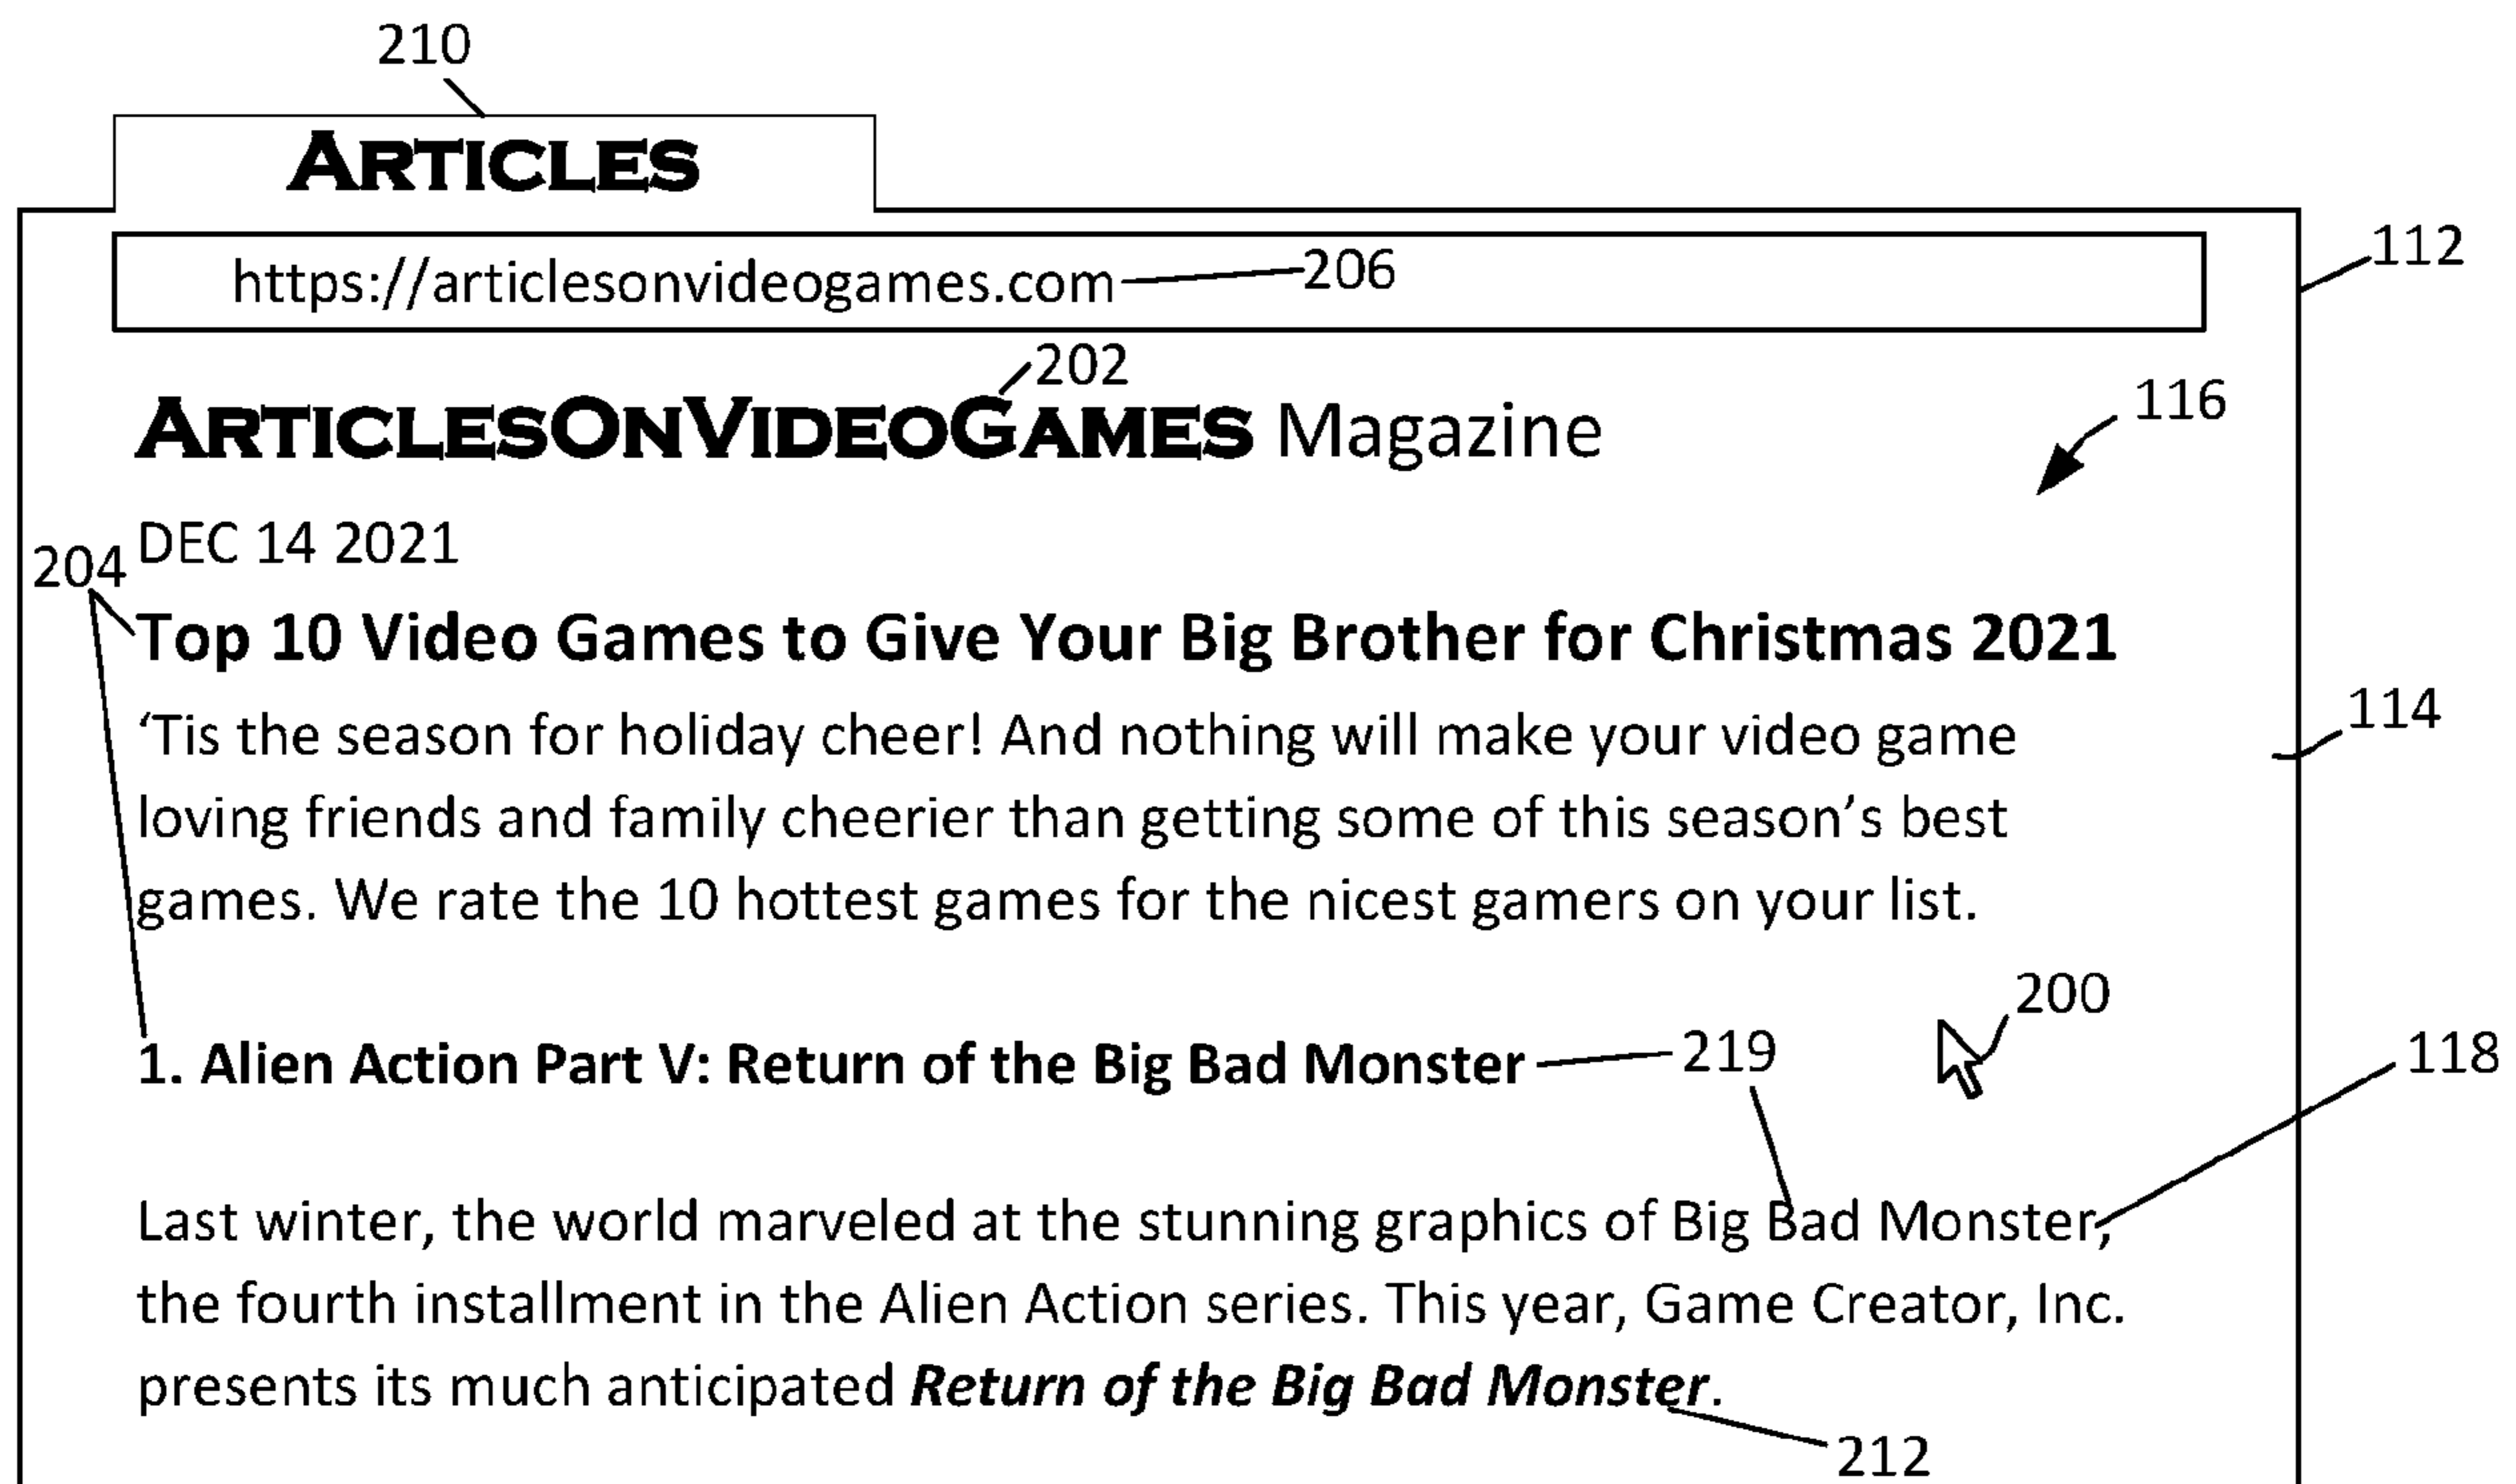 210
ARTICLES
https://articlesonvideogames.com 206
112
202
ARTICLESONVIDEOGAMES Magazine
116
DEC 14 2021
204
Top 10 Video Games to Give Your Big Brother for Christmas 2021
114
‘Tis the season for holiday cheer! And nothing will make your video game
loving friends and family cheerier than getting some of this season’s best
games. We rate the 10 hottest games for the nicest gamers on your list.
200
1. Alien Action Part V: Return of the Big Bad Monster 219
118
Last winter, the world marveled at the stunning graphics of Big Bad Monster,
the fourth installment in the Alien Action series. This year, Game Creator, Inc.
presents its much anticipated Return of the Big Bad Monster.
212